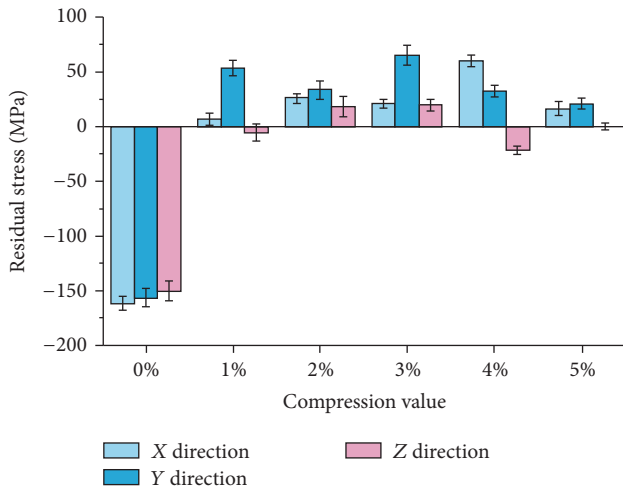 100
50
0
−50
−100
−150
−200
Residual stress (MPa)
0% 1% 2% 3% 4% 5%
Compression value
X direction
Y direction
Z direction